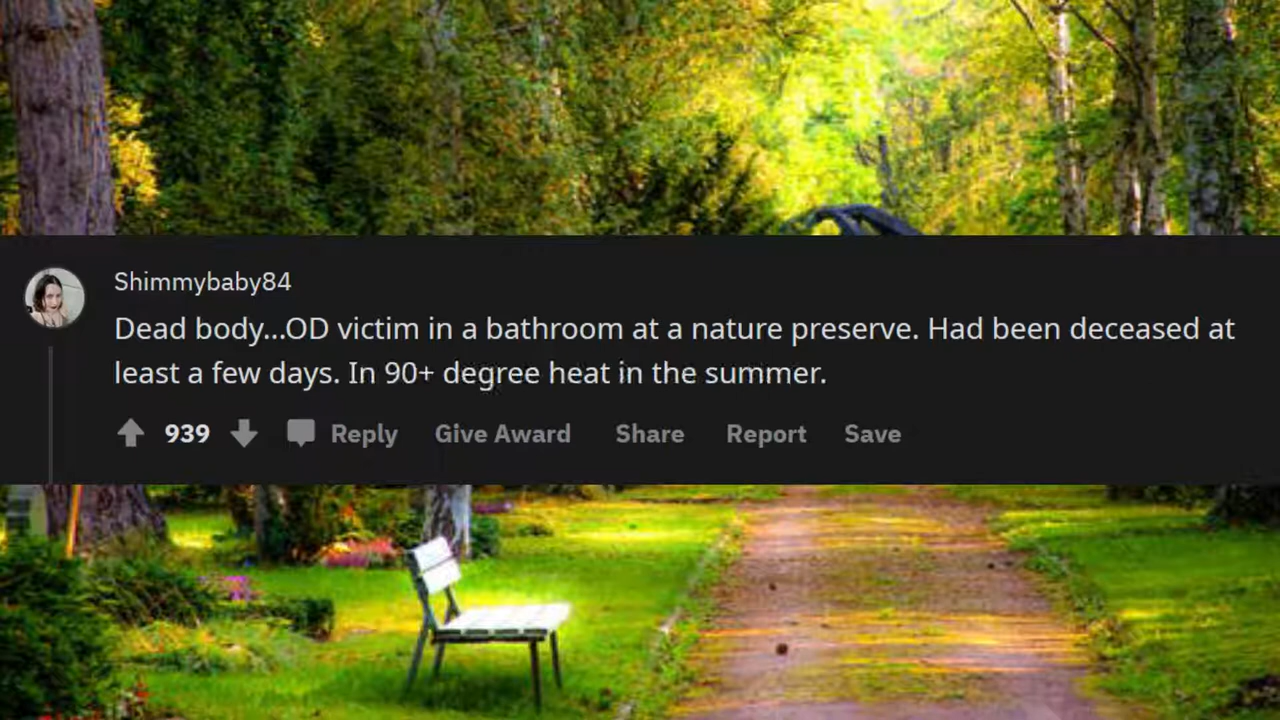 Shimmybaby84
Dead body...OD victim in a bathroom at a nature preserve. Had been deceased at
least a few days. In 90+ degree heat in the summer.
939 Reply Give Award Share Report Save